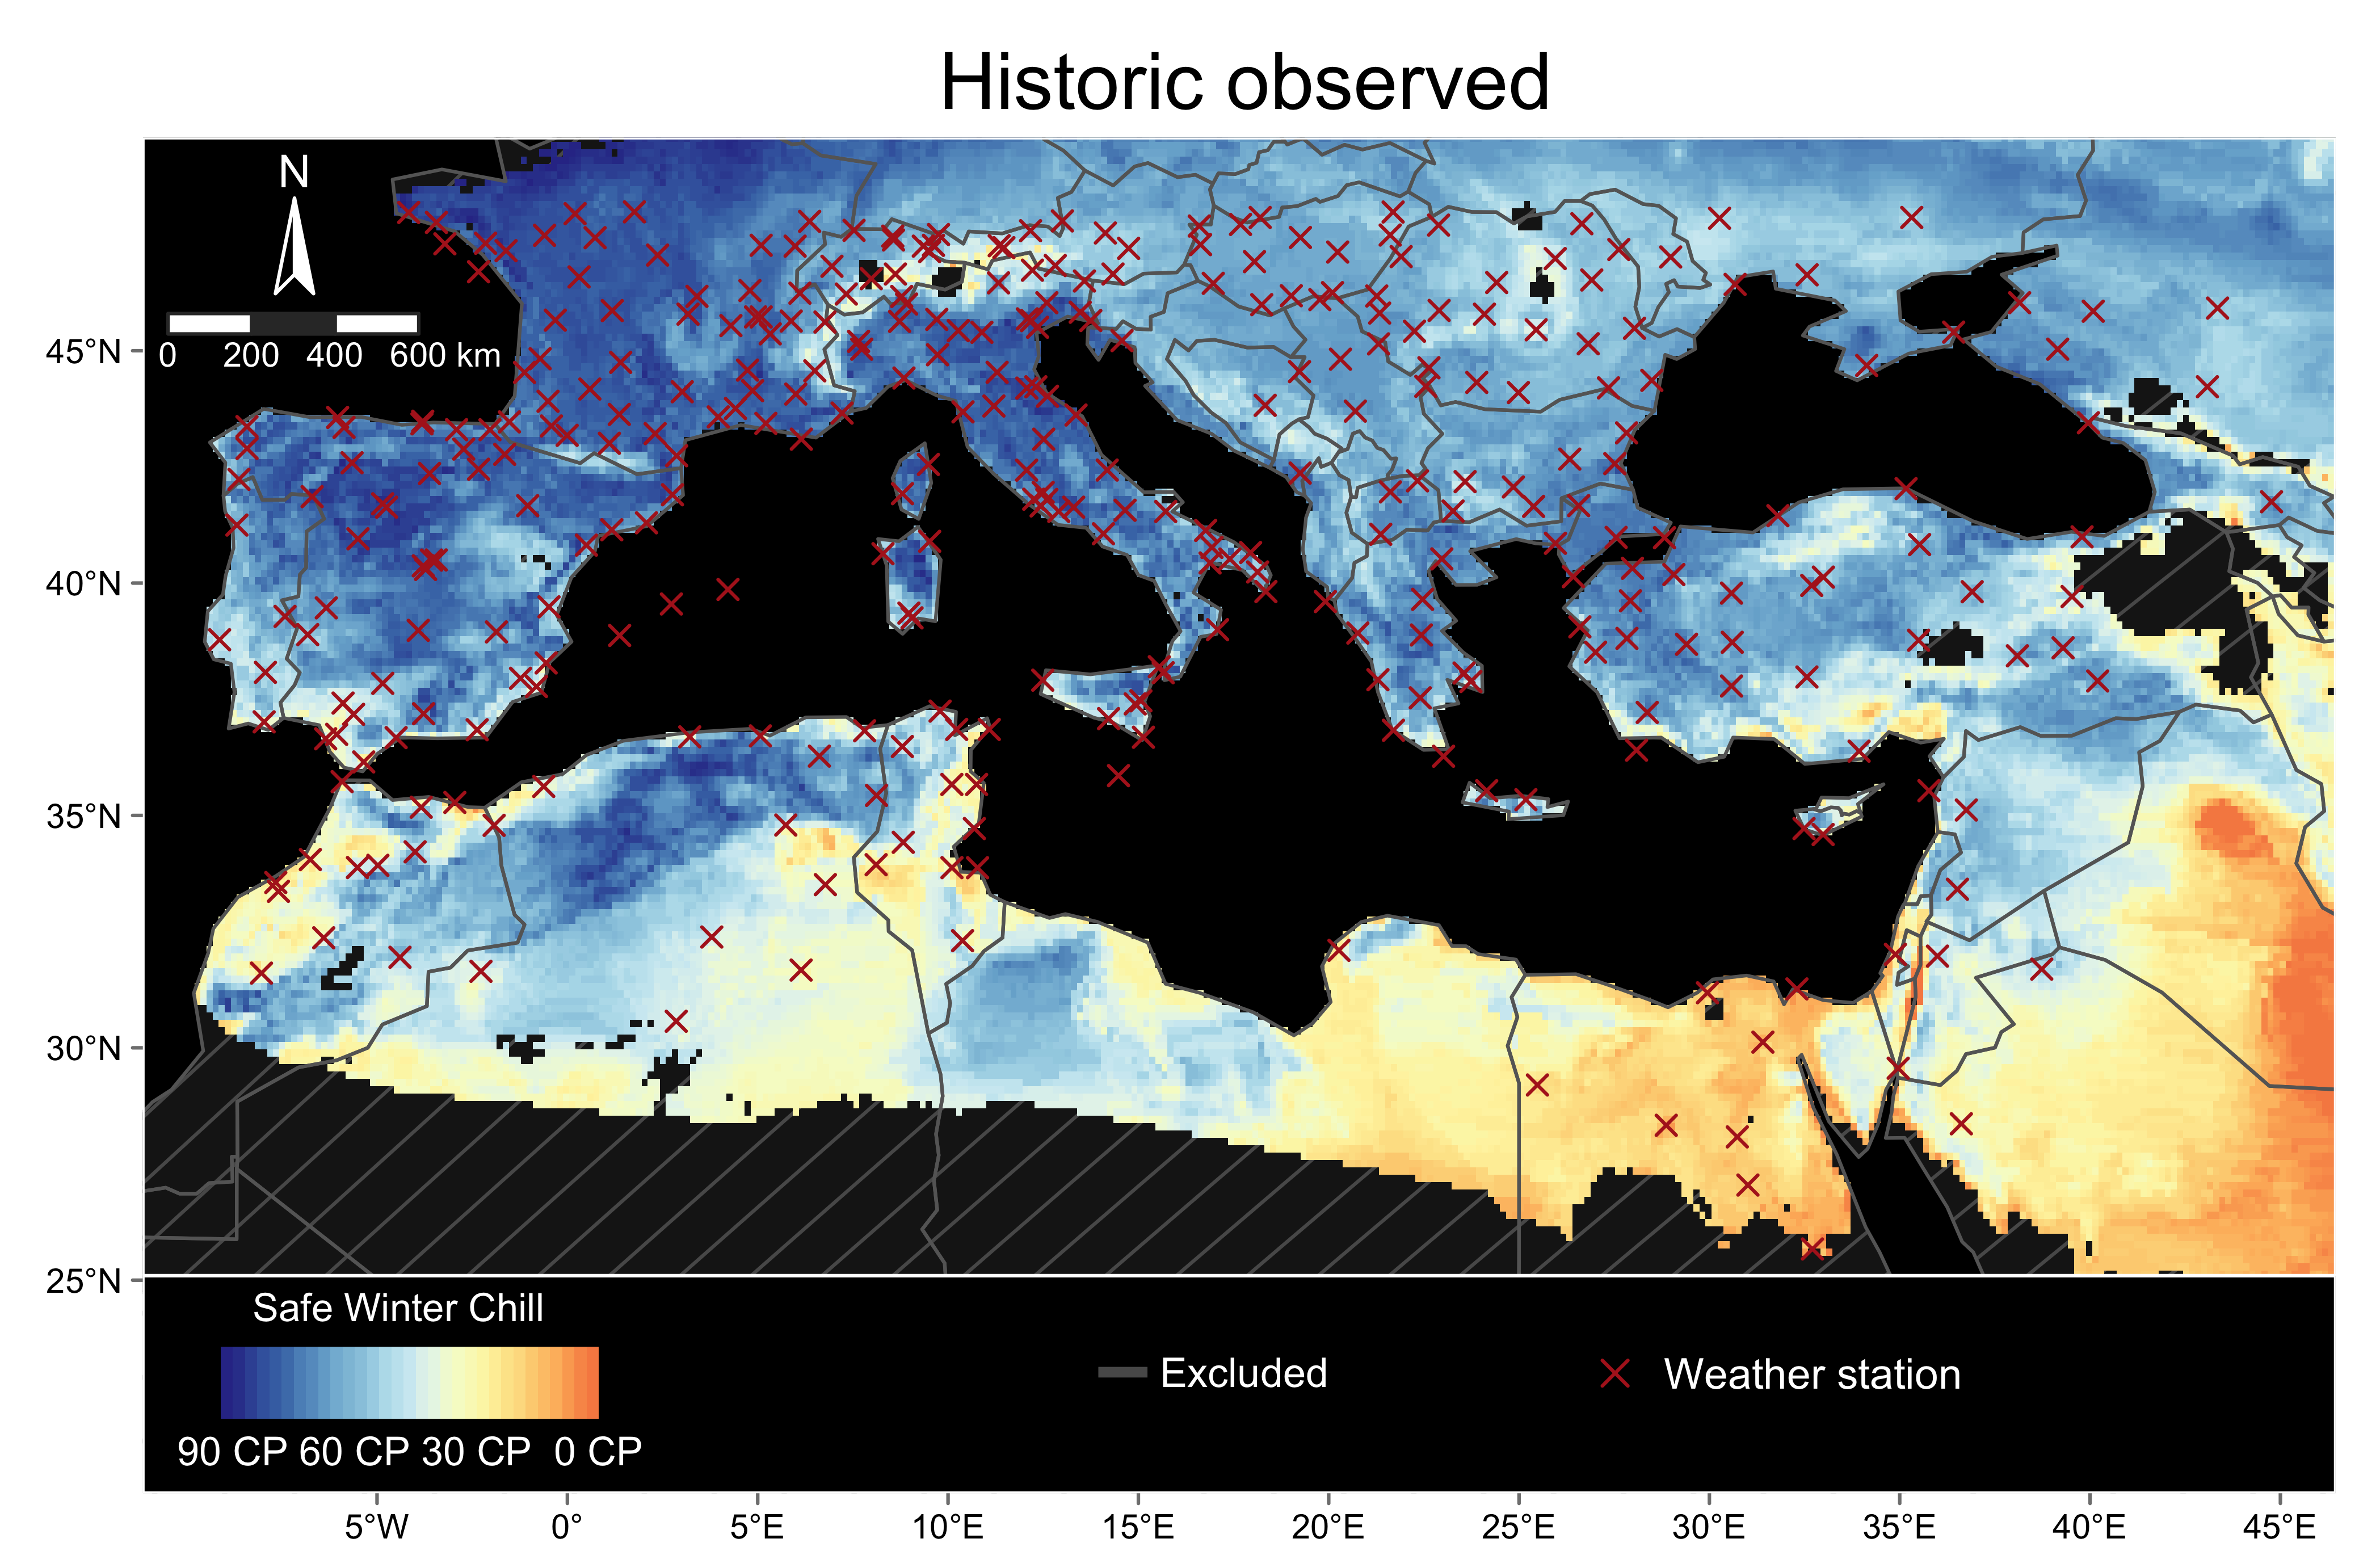 Historic observed
N
0 200 400 600 km
45°N
40°N
35°N
30°N
25°N
Safe Winter Chill
90 CP 60 CP 30 CP 0 CP
Excluded
Weather station
5°W 0° 5°E 10°E 15°E 20°E 25°E 30°E 35°E 40°E 45°E